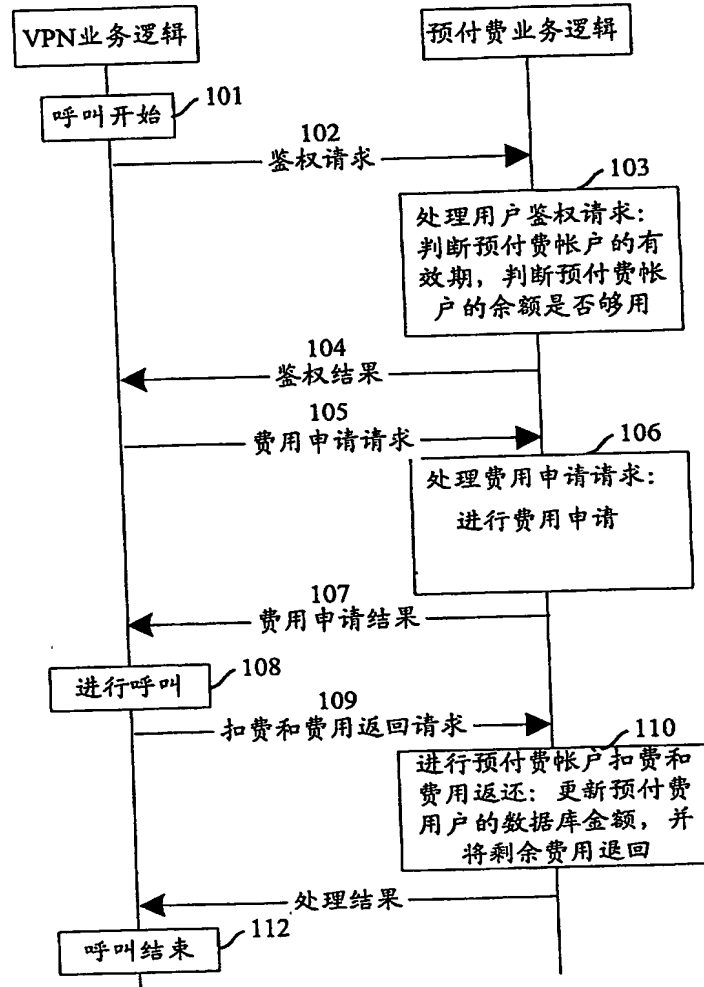 VPN业务逻辑
预付费业务逻辑
呼叫开始
101
102
鉴权请求
103
处理用户鉴权请求：
判断预付费帐户的有
效期，判断预付费帐
户的余额是否够用
104
鉴权结果
105
费用申请请求
106
处理费用申请请求：
进行费用申请
107
费用申请结果
进行呼叫
108
109
扣费和费用返回请求
110
进行预付费帐户扣费和
费用返还：更新预付费
用户的数据库金额，并
将剩余费用退回
处理结果
呼叫结束
112